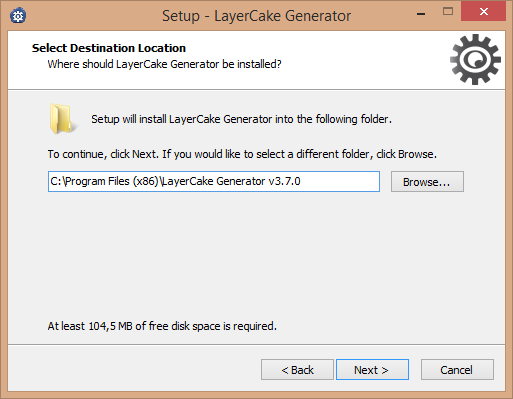 Setup - LayerCake Generator
Select Destination Location
Where should LayerCake Generator be installed?
Setup will install LayerCake Generator into the following folder.
To continue, click Next. If you would like to select a different folder, click Browse.
C:\Program Files (x86)\LayerCake Generator v3.7.0
Browse...
At least 104,5 MB of free disk space is required.
< Back
Next >
Cancel